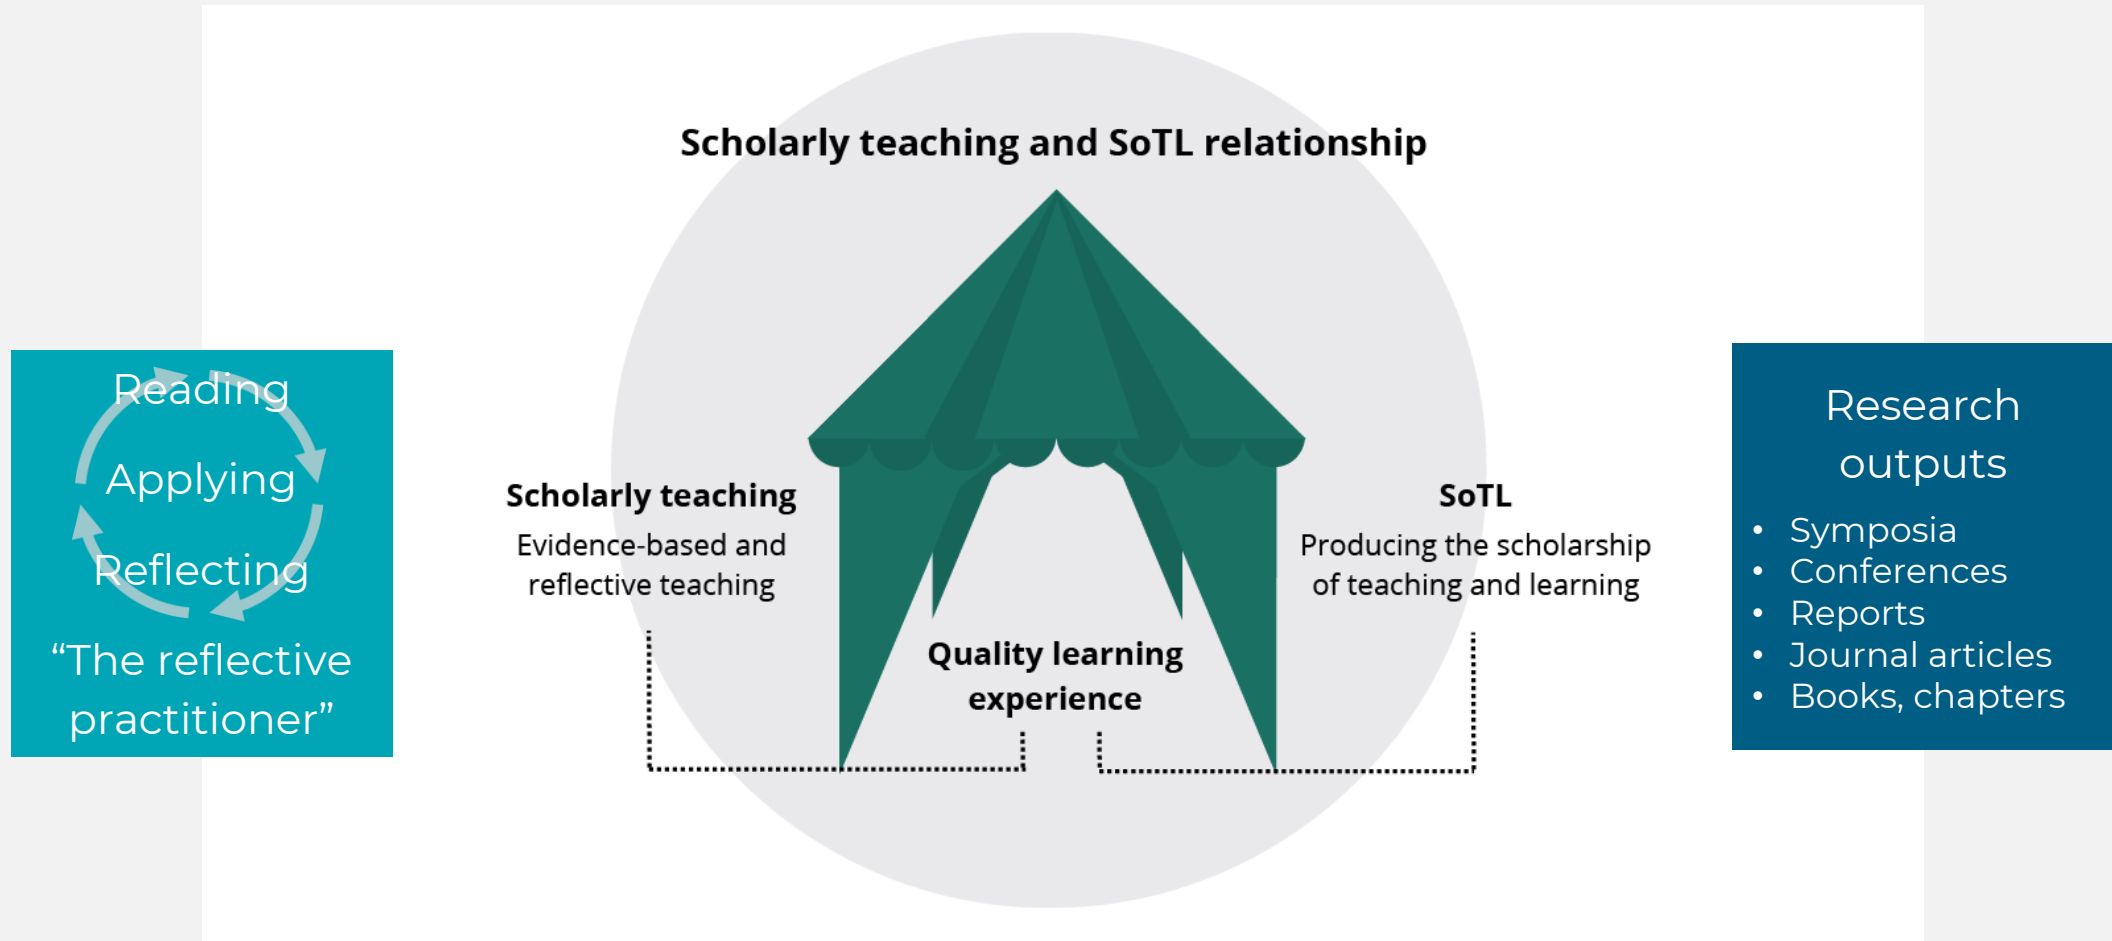 Scholarly teaching and SoTL relationship
Reading
Applying
Reflecting
“The reflective
practitioner”
Scholarly teaching
Evidence-based and
reflective teaching
Quality learning
experience
SoTL
Producing the scholarship
of teaching and learning
Research
outputs
• Symposia
• Conferences
• Reports
• Journal articles
• Books, chapters